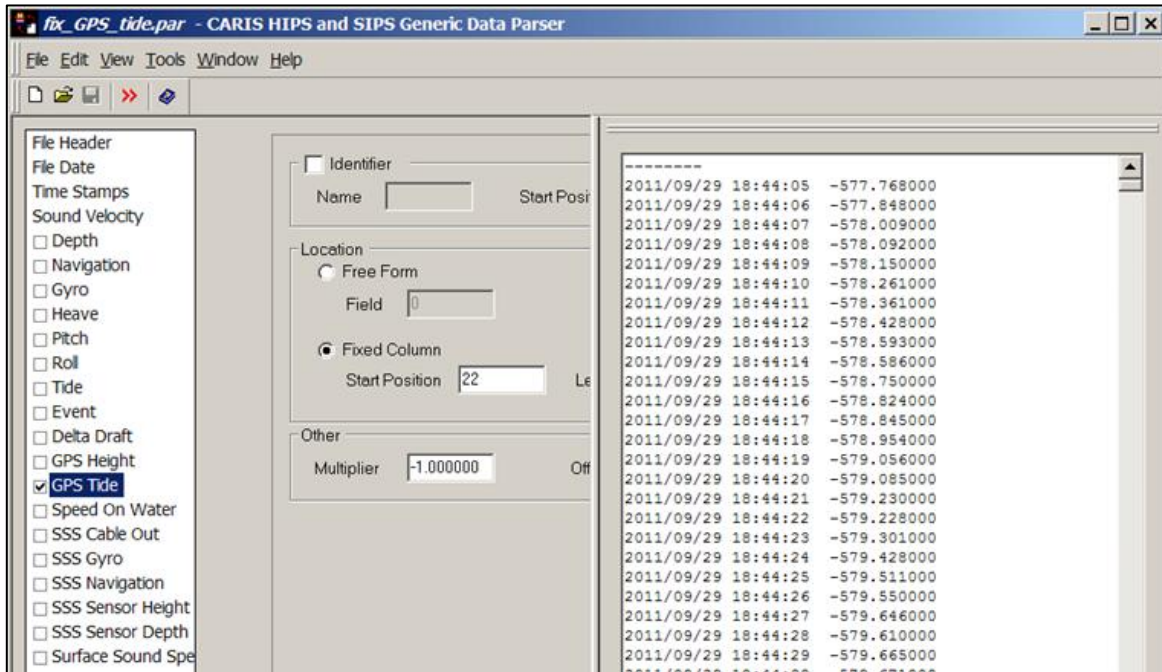 fix_GPS_tide.par - CARIS HIPS and SIPS Generic Data Parser
File Edit View Tools Window Help
File Header
File Date
Time Stamps
Sound Velocity
Depth
Navigation
Gyro
Heave
Pitch
Roll
Tide
Event
Delta Draft
GPS Height
GPS Tide
Speed On Water
SSS Cable Out
SSS Gyro
SSS Navigation
SSS Sensor Height
SSS Sensor Depth
Surface Sound Spe
Identifier
Name Start Posi
Location
Free Form
Field 0
Fixed Column
Start Position 22 Le
Other
Multiplier -1.000000 Off
--------
2011/09/29 18:44:05 -577.768000
2011/09/29 18:44:06 -577.848000
2011/09/29 18:44:07 -578.009000
2011/09/29 18:44:08 -578.092000
2011/09/29 18:44:09 -578.150000
2011/09/29 18:44:10 -578.261000
2011/09/29 18:44:11 -578.361000
2011/09/29 18:44:12 -578.428000
2011/09/29 18:44:13 -578.593000
2011/09/29 18:44:14 -578.586000
2011/09/29 18:44:15 -578.750000
2011/09/29 18:44:16 -578.824000
2011/09/29 18:44:17 -578.845000
2011/09/29 18:44:18 -578.954000
2011/09/29 18:44:19 -579.056000
2011/09/29 18:44:20 -579.085000
2011/09/29 18:44:21 -579.230000
2011/09/29 18:44:22 -579.228000
2011/09/29 18:44:23 -579.301000
2011/09/29 18:44:24 -579.428000
2011/09/29 18:44:25 -579.511000
2011/09/29 18:44:26 -579.550000
2011/09/29 18:44:27 -579.646000
2011/09/29 18:44:28 -579.610000
2011/09/29 18:44:29 -579.665000